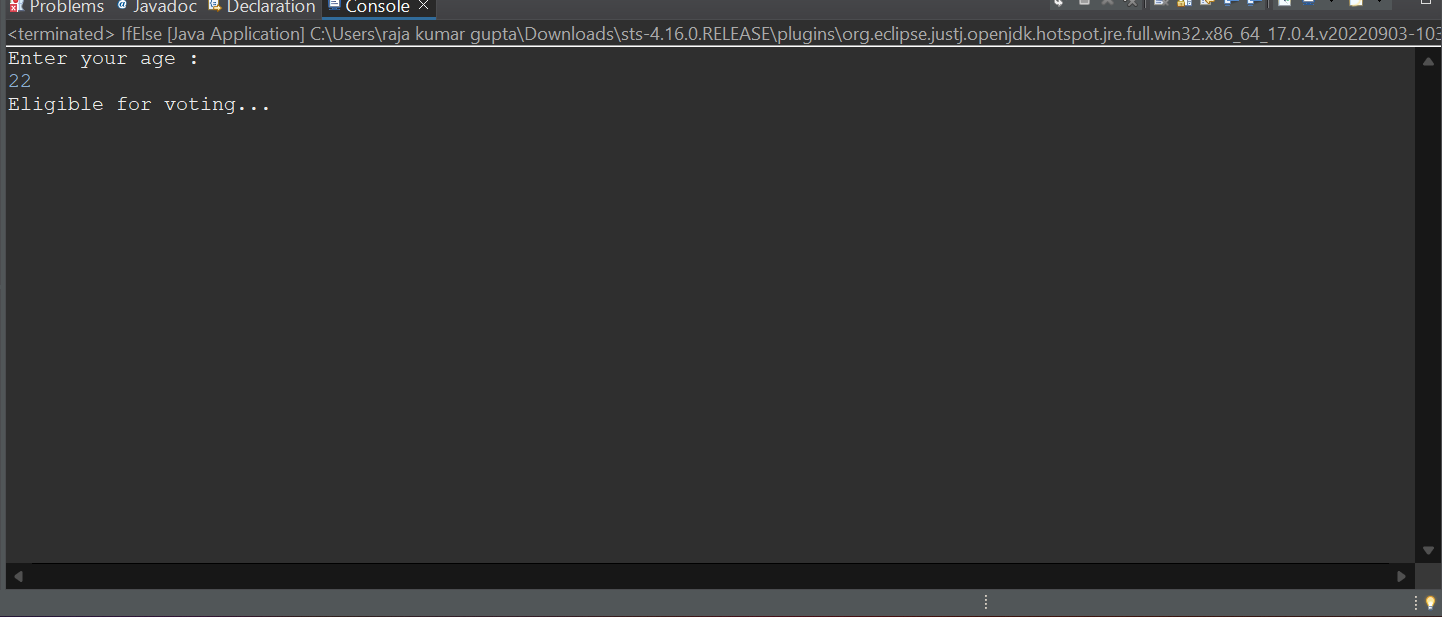 Problems Javadoc Declaration Console
<terminated> IfElse [Java Application] C:\Users\raja kumar gupta\Downloads\sts-4.16.0.RELEASE\plugins\org.eclipse.justj.openjdk.hotspot.jre.full.win32.x86_64_17.0.4.v20220903-103
Enter your age :
22
Eligible for voting...